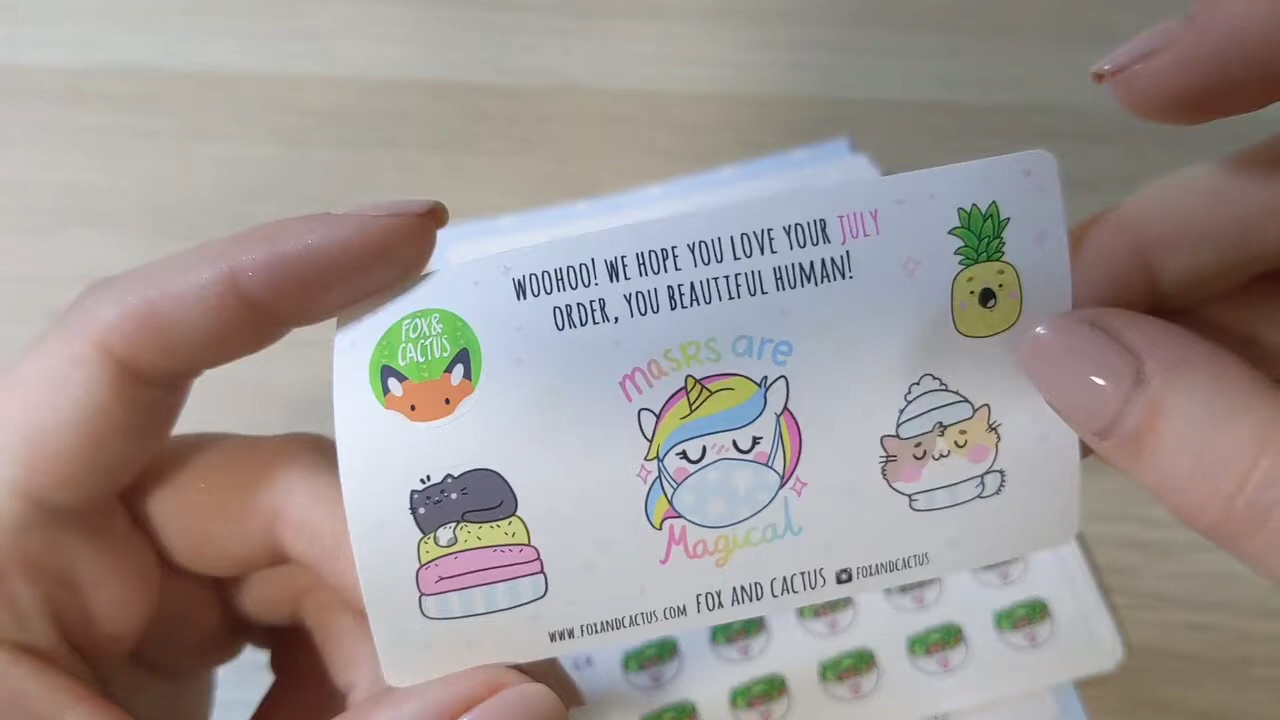 WOOHOO! WE HOPE YOU LOVE YOUR JULY
ORDER, YOU BEAUTIFUL HUMAN!
FOX&
CACTUS
masks are
Magical
WWW.FOXANDCACTUS.COM FOX AND CACTUS FOXANDCACTUS